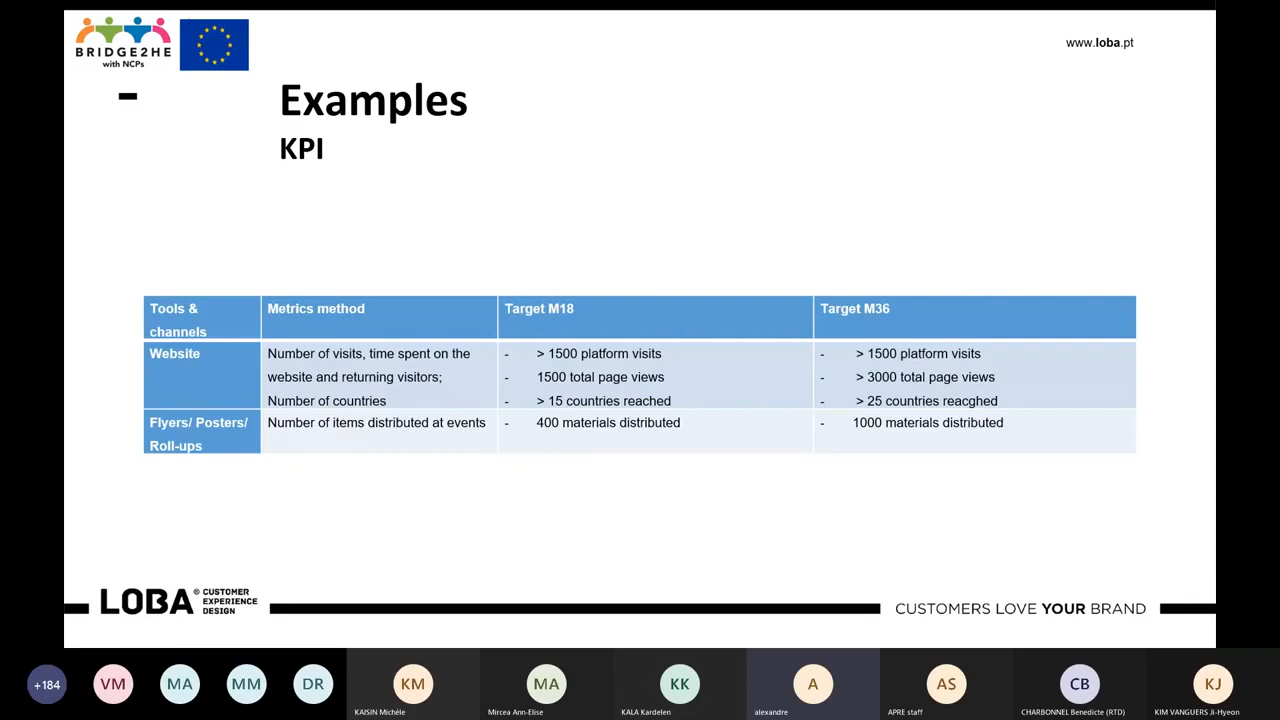 BRIDGE2HE
with NCPs
www.loba.pt
-
Examples
KPI
Tools & channels
Metrics method
Target M18
Target M36
Website
Number of visits, time spent on the
website and returning visitors;
Number of countries
- > 1500 platform visits
- 1500 total page views
- > 15 countries reached
- > 1500 platform visits
- > 3000 total page views
- > 25 countries reacghed
Flyers/ Posters/
Roll-ups
Number of items distributed at events
- 400 materials distributed
- 1000 materials distributed
LOBA® CUSTOMER
EXPERIENCE
DESIGN
CUSTOMERS LOVE YOUR BRAND
+184
VM
MA
MM
DR
KM
KAISIN Michèle
MA
Mircea Ann-Elise
KK
KALA Kardelen
A
alexandre
AS
APRE staff
CB
CHARBONNEL Benedicte (RTD)
KJ
KIM VANGUERS Ji-Hyeon